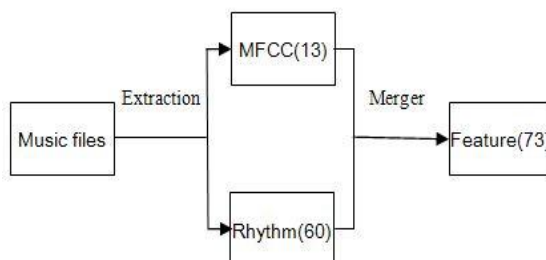 MFCC(13)
Extraction
Merger
Music files
Feature(73)
Rhythm(60)